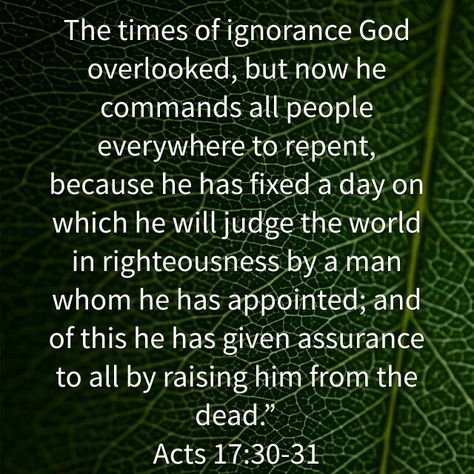 The times of ignorance God
overlooked, but now he
commands all people
everywhere to repent,
because he has fixed a day on
which he will judge the world
in righteousness by a man
whom he has appointed; and
of this he has given assurance
to all by raising him from the
dead.”
Acts 17:30-31